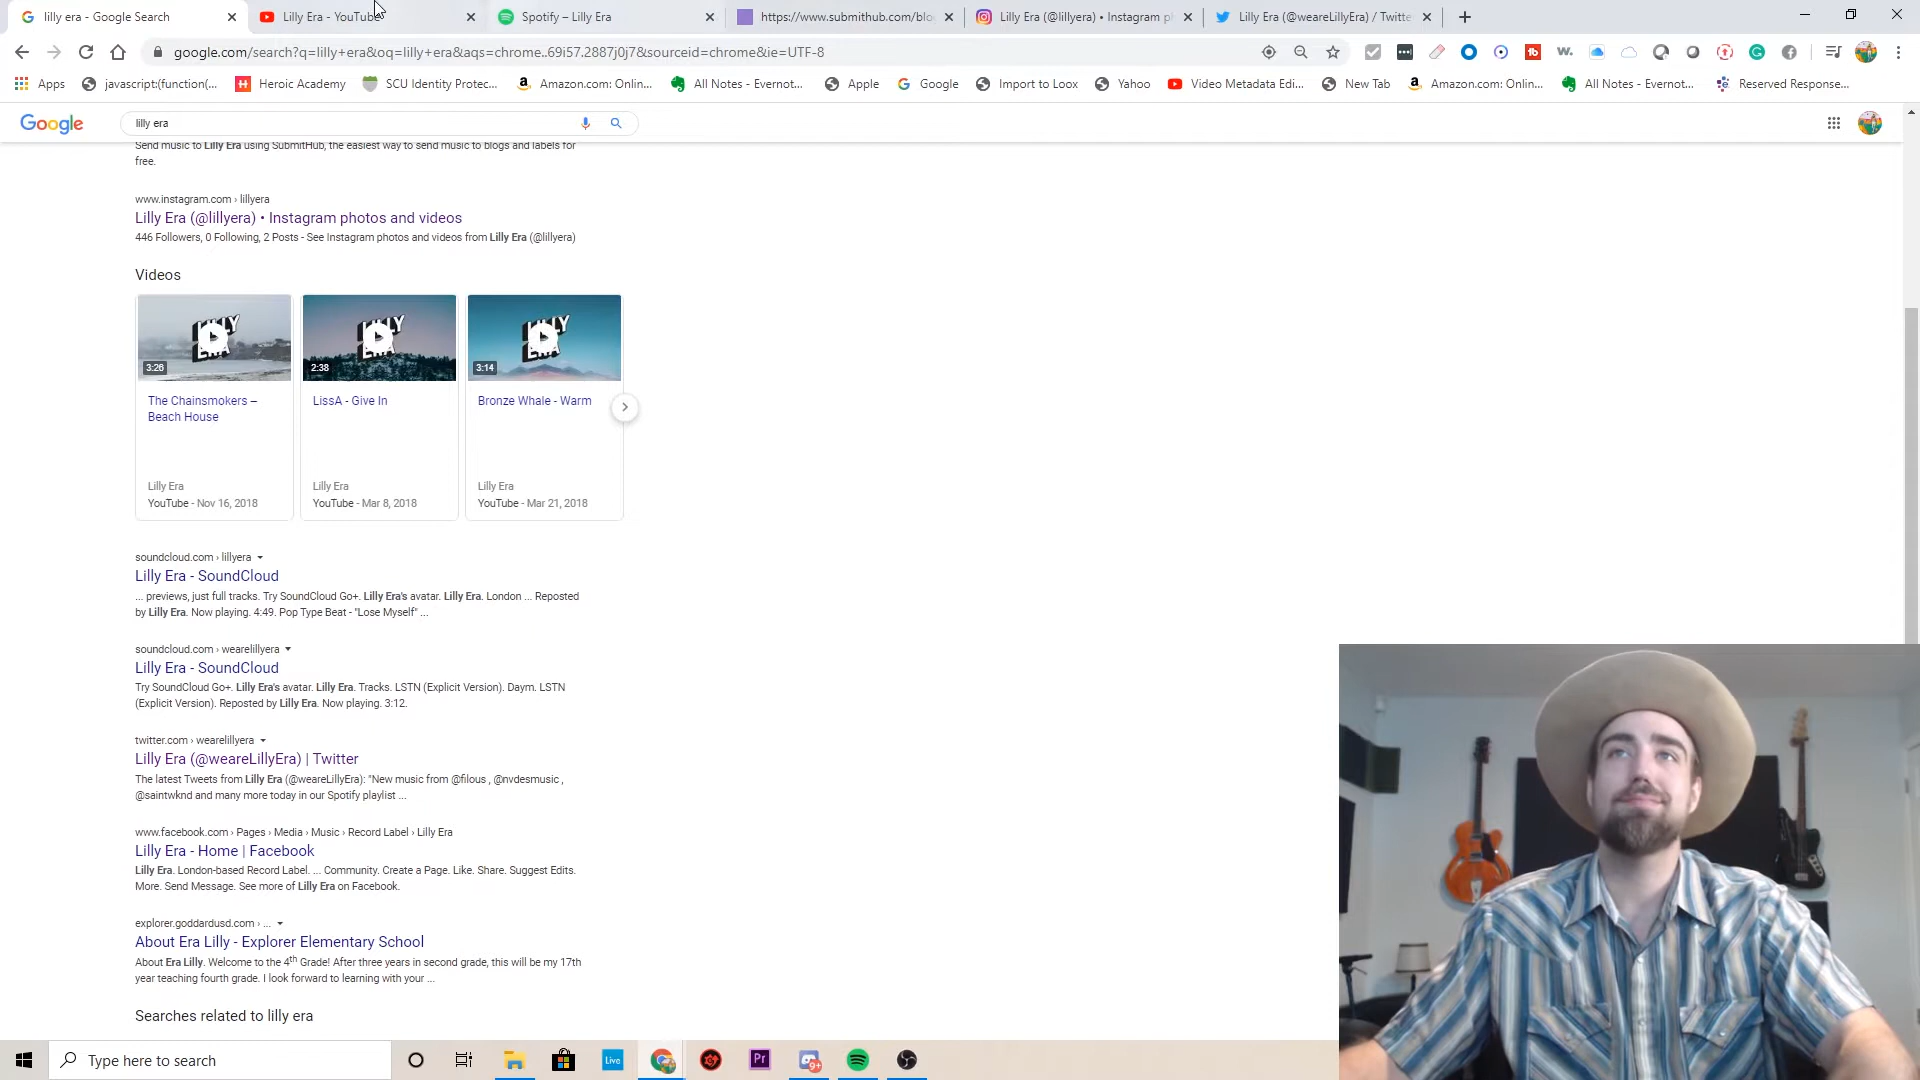 lilly era - Google Search
Lilly Era - YouTube
Spotify – Lilly Era
https://www.submithub.com/blo
Lilly Era (@lillyera) • Instagram p
Lilly Era (@weareLillyEra) / Twitte
google.com/search?q=lilly+era&oq=lilly+era&aqs=chrome..69i57.2887j0j7&sourceid=chrome&ie=UTF-8
Apps
javascript:(function(...
Heroic Academy
SCU Identity Protec...
Amazon.com: Onlin...
All Notes - Evernot...
Apple
Google
Import to Loox
Yahoo
Video Metadata Edi...
New Tab
Amazon.com: Onlin...
All Notes - Evernot...
Reserved Response...
Google
lilly era
Send music to Lilly Era using SubmitHub, the easiest way to send music to blogs and labels for
free.
www.instagram.com › lillyera
Lilly Era (@lillyera) • Instagram photos and videos
446 Followers, 0 Following, 2 Posts - See Instagram photos and videos from Lilly Era (@lillyera)
Videos
LILLY ERA
3:26
LILLY ERA
2:38
LILLY ERA
3:14
The Chainsmokers –
Beach House
LissA - Give In
Bronze Whale - Warm
Lilly Era
YouTube - Nov 16, 2018
Lilly Era
YouTube - Mar 8, 2018
Lilly Era
YouTube - Mar 21, 2018
soundcloud.com › lillyera
Lilly Era - SoundCloud
... previews, just full tracks. Try SoundCloud Go+. Lilly Era's avatar. Lilly Era. London ... Reposted
by Lilly Era. Now playing. 4:49. Pop Type Beat - "Lose Myself" ...
soundcloud.com › wearelillyera
Lilly Era - SoundCloud
Try SoundCloud Go+. Lilly Era's avatar. Lilly Era. Tracks. LSTN (Explicit Version). Daym. LSTN
(Explicit Version). Reposted by Lilly Era. Now playing. 3:12.
twitter.com › wearelillyera
Lilly Era (@weareLillyEra) | Twitter
The latest Tweets from Lilly Era (@weareLillyEra): "New music from @filous , @nvdesmusic ,
@saintwknd and many more today in our Spotify playlist ...
www.facebook.com › Pages › Media › Music › Record Label › Lilly Era
Lilly Era - Home | Facebook
Lilly Era. London-based Record Label. ... Community. Create a Page. Like. Share. Suggest Edits.
More. Send Message. See more of Lilly Era on Facebook.
explorer.goddardusd.com › ...
About Era Lilly - Explorer Elementary School
About Era Lilly. Welcome to the 4th Grade! After three years in second grade, this will be my 17th
year teaching fourth grade. I look forward to learning with your ...
Searches related to lilly era
Type here to search
Live
Pr
9+